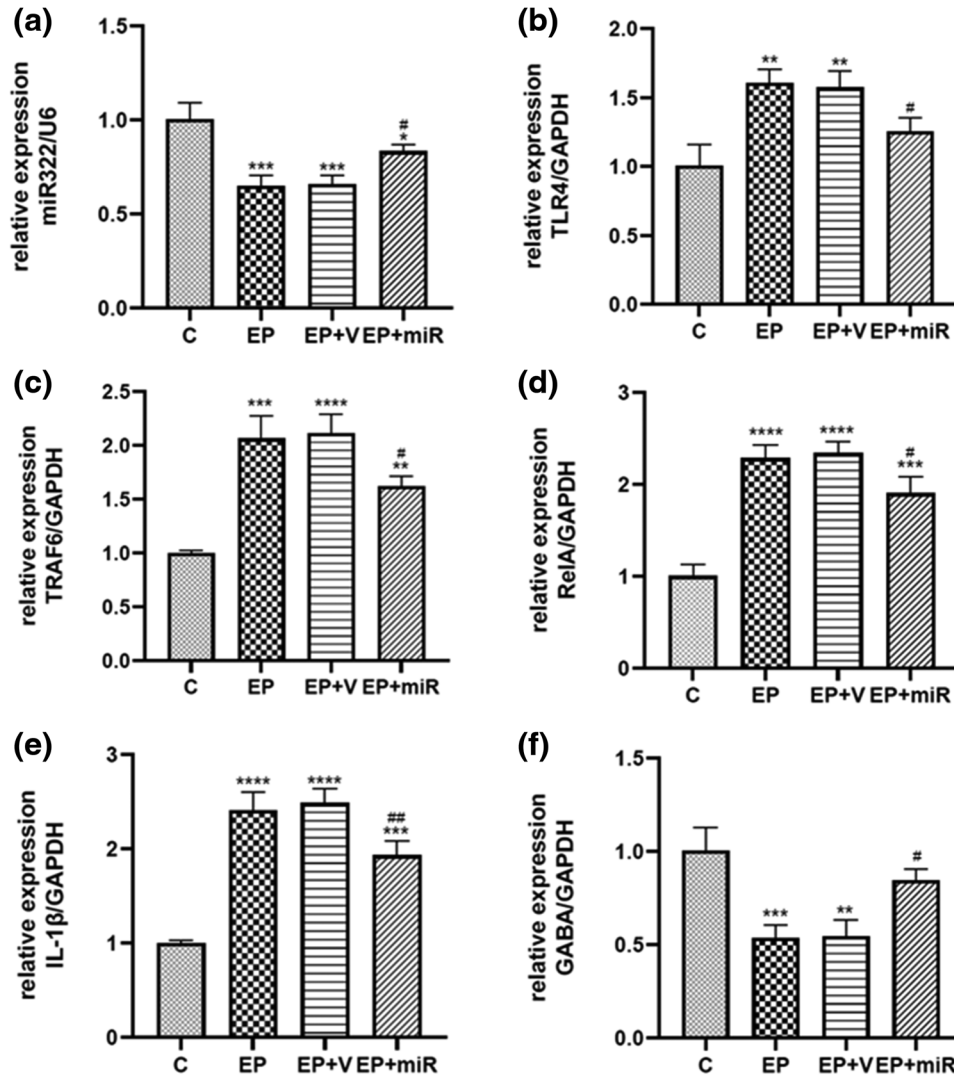 (a)
relative expression
miR322/U6
1.5
1.0
0.5
0.0
***
***
#
*
C EP EP+V EP+miR
(b)
relative expression
TLR4/GAPDH
2.0
1.5
1.0
0.5
0.0
**
**
#
C EP EP+V EP+miR
(c)
relative expression
TRAF6/GAPDH
2.5
2.0
1.5
1.0
0.5
0.0
***
****
#
**
C EP EP+V EP+miR
(d)
relative expression
RelA/GAPDH
3
2
1
0
****
****
#
***
C EP EP+V EP+miR
(e)
relative expression
IL-1β/GAPDH
3
2
1
0
****
****
##
***
C EP EP+V EP+miR
(f)
relative expression
GABA/GAPDH
1.5
1.0
0.5
0.0
***
**
#
C EP EP+V EP+miR